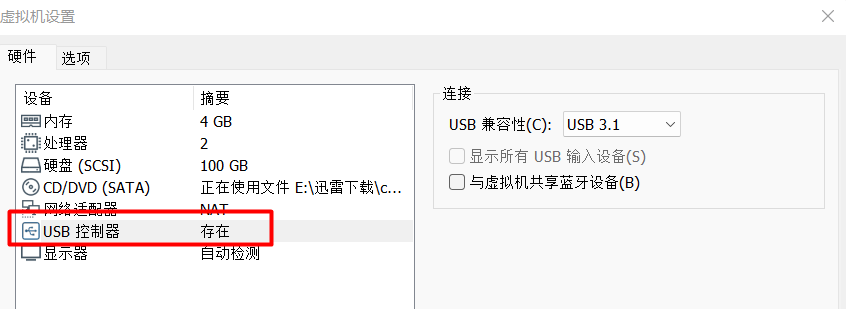 虚拟机设置
硬件 选项
设备 摘要
内存 4 GB
处理器 2
硬盘 (SCSI) 100 GB
CD/DVD (SATA) 正在使用文件 E:\迅雷下载\c...
网络适配器 NAT
USB 控制器 存在
显示器 自动检测
连接
USB 兼容性(C): USB 3.1
显示所有 USB 输入设备(S)
与虚拟机共享蓝牙设备(B)